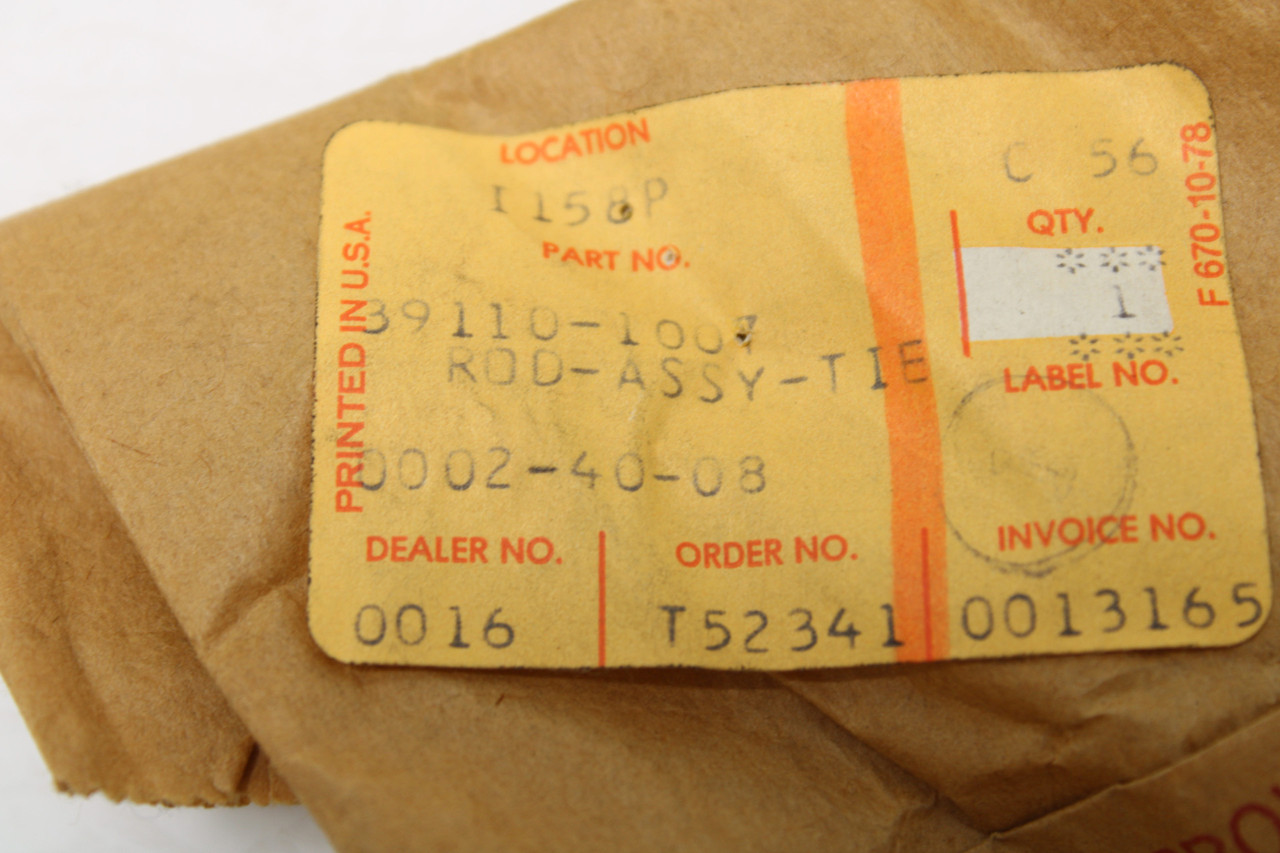 LOCATION
I158P
C 56
F 670-10-78
QTY.
PART NO.
*** 
1
***
39110-1007
ROD-ASSY-TIE
LABEL NO.
PRINTED IN U.S.A.
0002-40-08
DEALER NO.
ORDER NO.
INVOICE NO.
0016
T52341
0013165